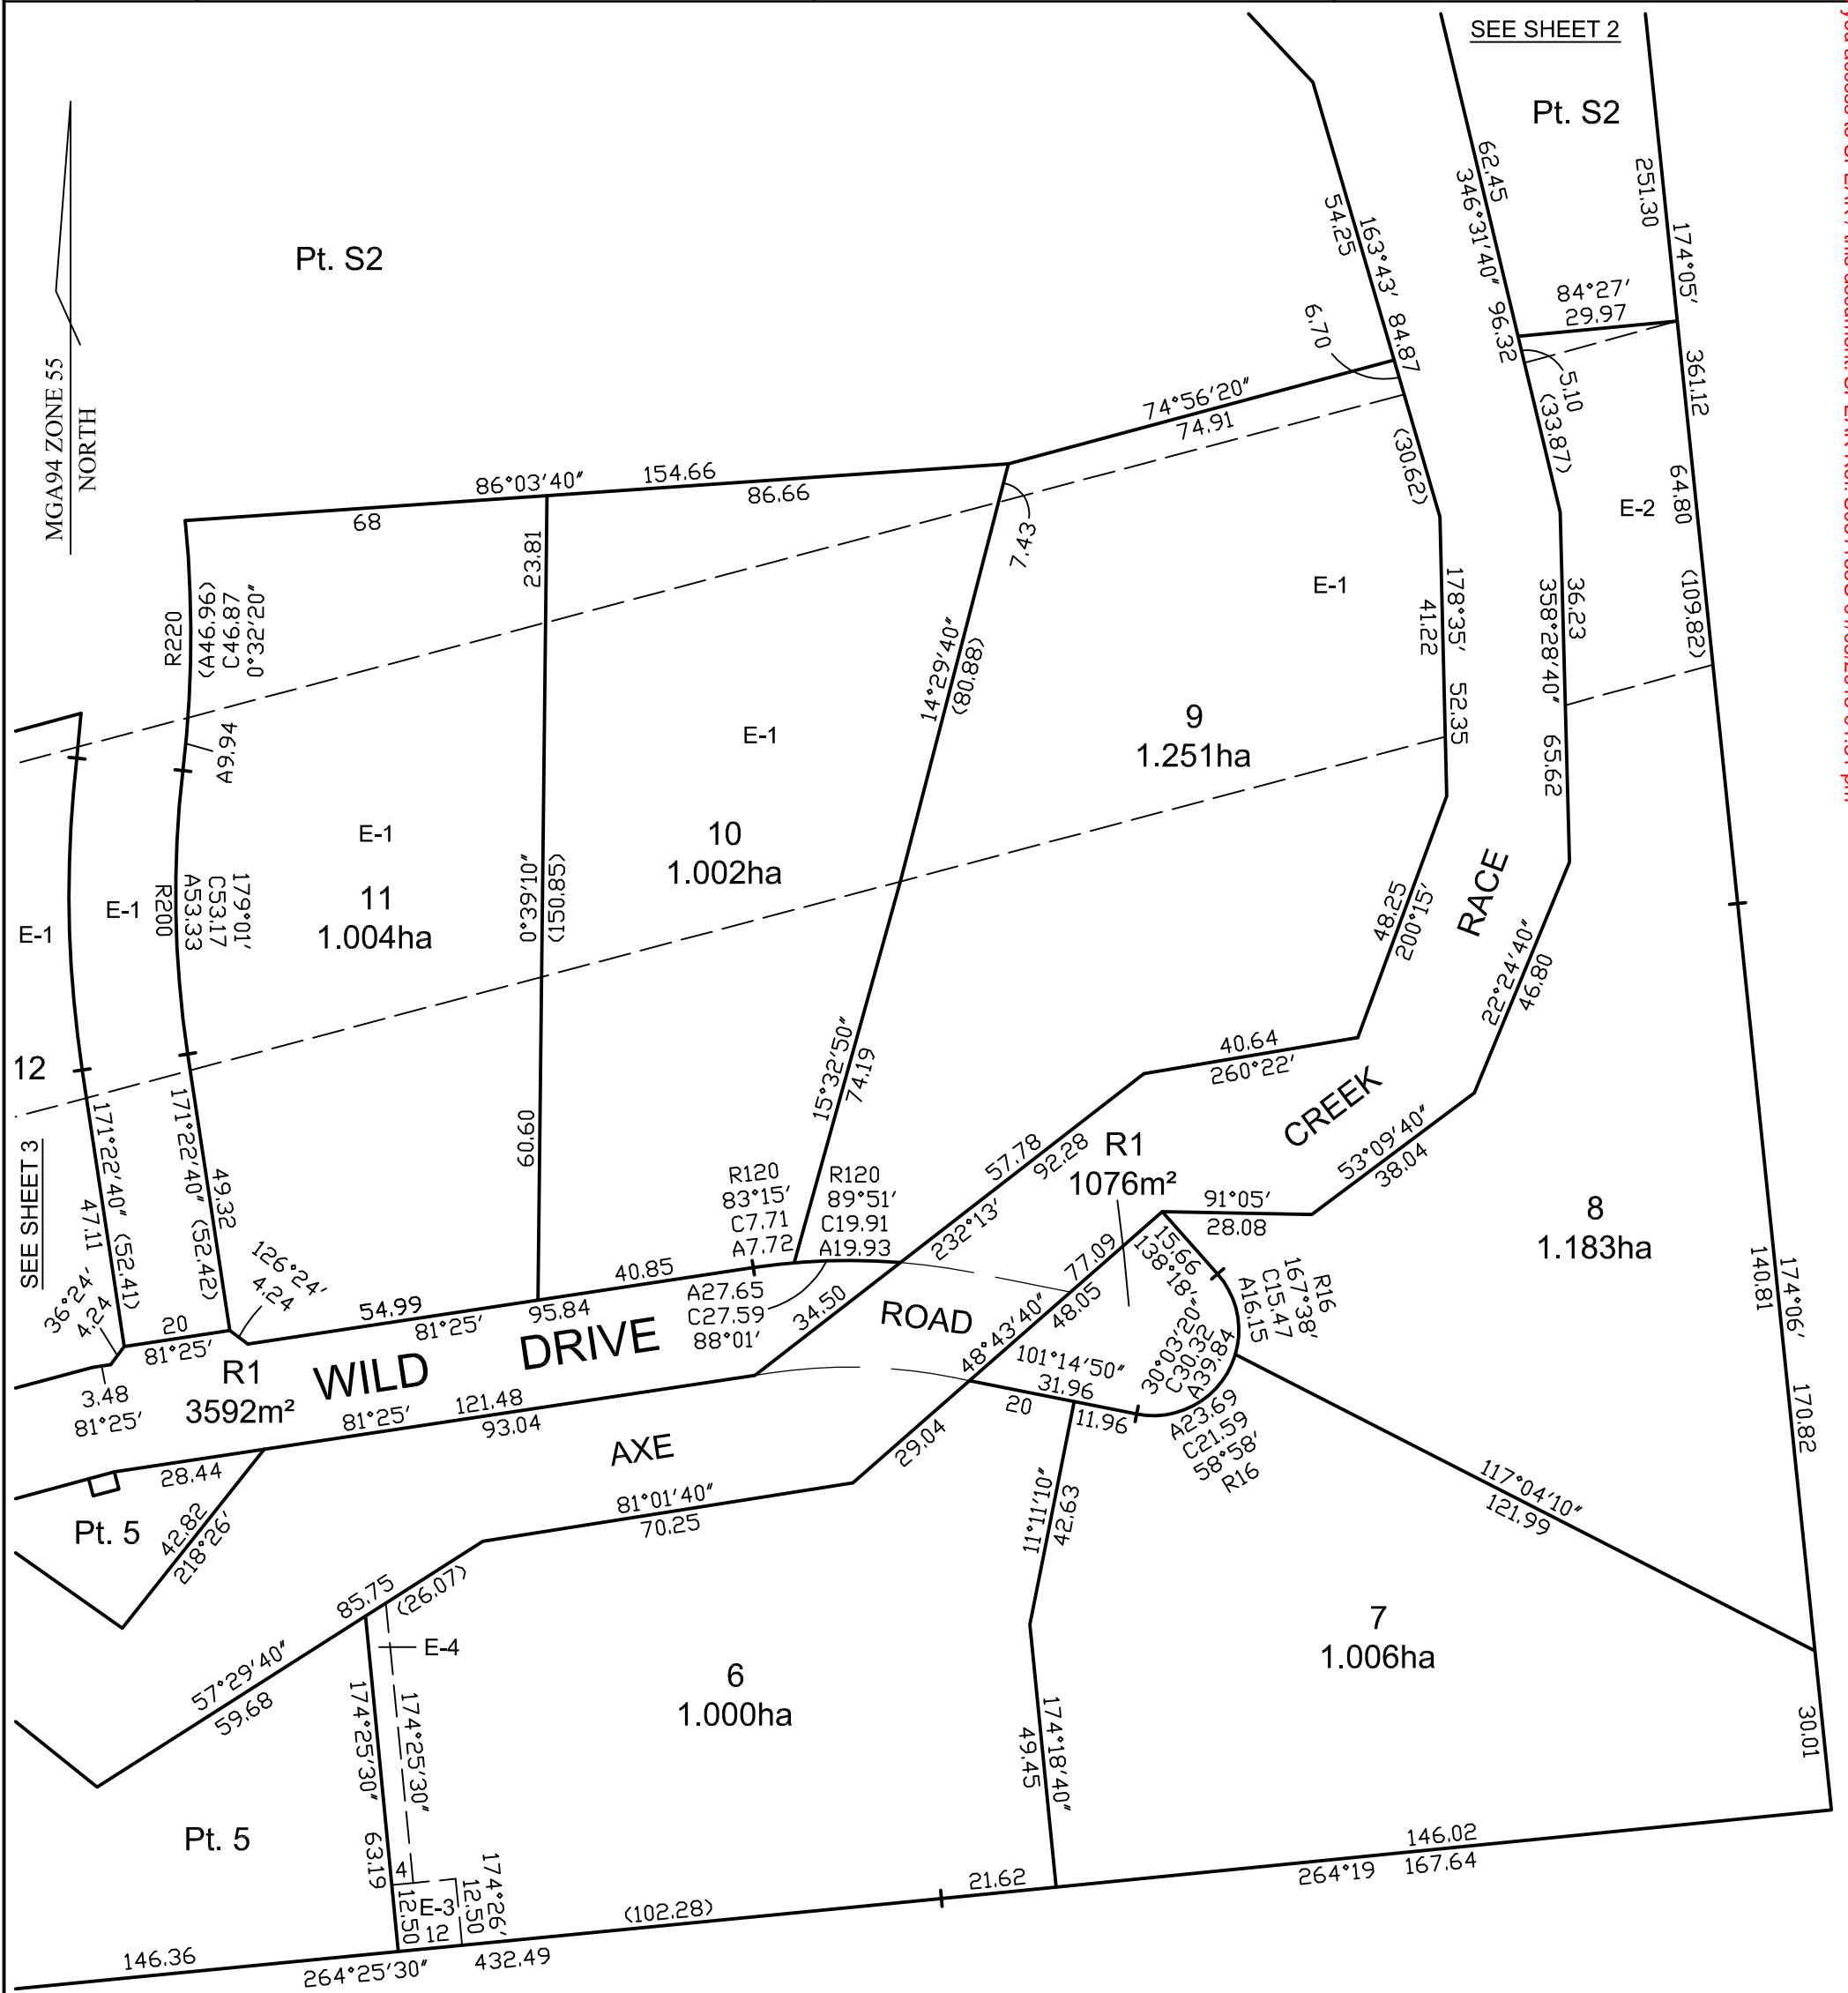 SEE SHEET 2
Pt. S2
Pt. S2
MGA94 ZONE 55
NORTH
62.45
346°31'40" 96.32
251.30
174°05'
361.12
64.80
(109.82)
84°27'
29.97
5.10
(33.87)
E-2
54.25
163°43' 84.87
6.70
(30.62)
74°56'20"
74.91
86°03'40"
154.66
68
86.66
7.43
23.81
R220
(A46.96)
C46.87
0°32'20"
A9.94
E-1
178°35' 52.35
41.22
36.23
358°28'40" 65.62
14°29'40"
(80.88)
9
1.251ha
E-1
10
1.002ha
E-1
11
1.004ha
E-1
E-1
12
179°01'
C53.17
A53.33
R200
0°39'10"
(150.85)
48.25
200°15'
RACE
22°24'40"
46.80
40.64
260°22'
CREEK
53°09'40"
38.04
15°32'50"
74.19
60.60
171°22'40" (52.41)
47.11
171°22'40" (52.42)
49.32
SEE SHEET 3
36°24'
4.24
126°24'
4.24
20
81°25'
3.48
81°25'
R1
3592m²
54.99
81°25'
95.84
40.85
R120
83°15'
C7.71
A7.72
R120
89°51'
C19.91
A19.93
A27.65
C27.59
88°01'
57.78
92.28
232°13'
34.50
R1
1076m²
91°05'
28.08
8
1.183ha
140.81
174°06'
170.82
WILD DRIVE
ROAD
77.09
48°43'40"
48.05
15.66
138°18'
R16
167°38'
C15.47
A16.15
30°03'20"
C30.32
A39.84
101°14'50"
31.96
20
11.96
A23.69
C21.59
58°58'
R16
121.48
81°25'
93.04
28.44
AXE
29.04
Pt. 5
42.82
218°26'
81°01'40"
70.25
11°11'10"
42.63
117°04'10"
121.99
85.75
(26.07)
57°29'40"
59.68
E-4
6
1.000ha
7
1.006ha
30.01
174°25'30"
63.19
174°25'30"
174°18'40"
49.45
Pt. 5
4
12.50
E-3
12
12.50
174°26'
146.36
264°25'30"
432.49
(102.28)
21.62
146.02
264°19
167.64